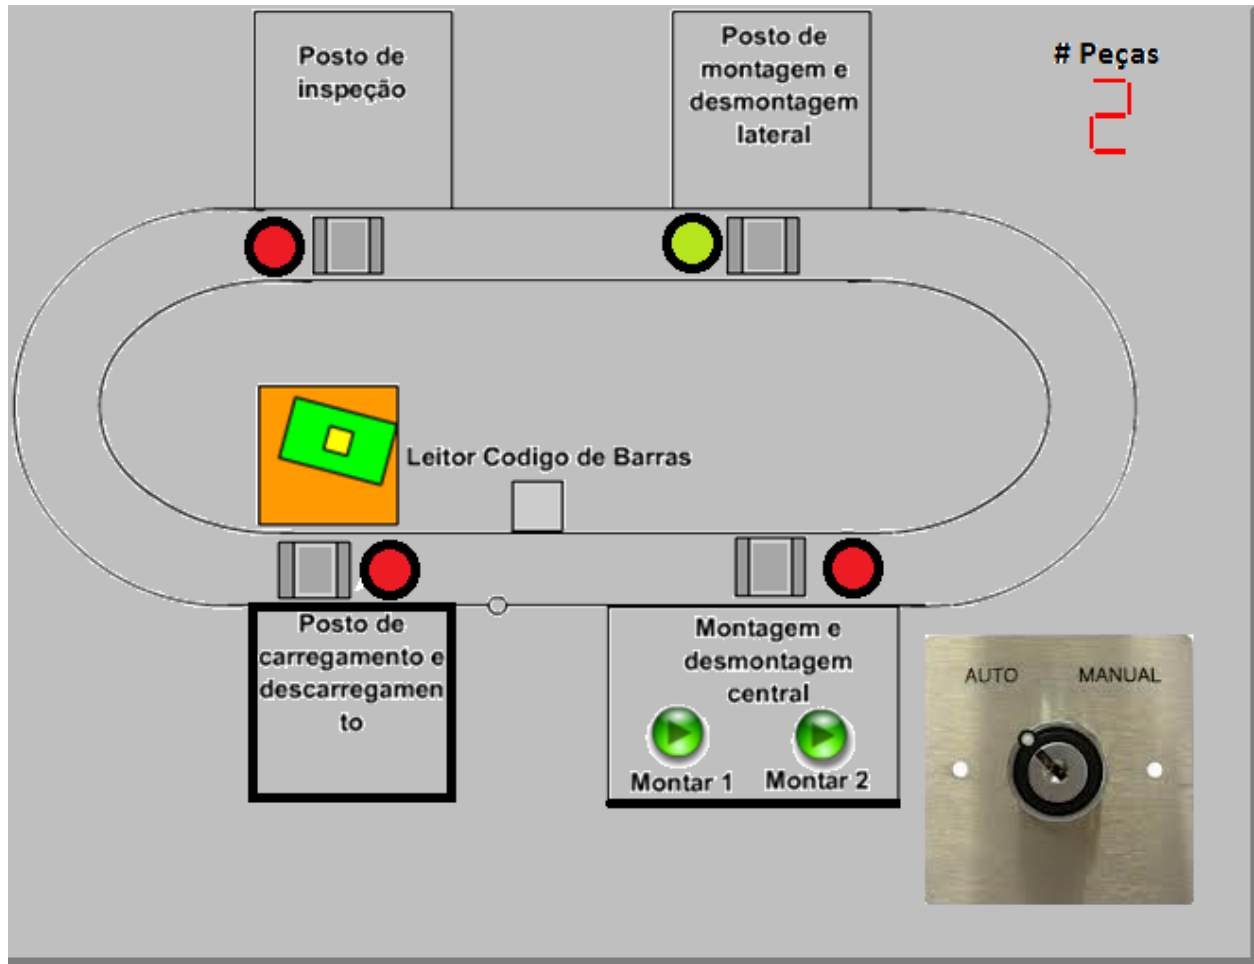 Posto de
inspeção
Posto de
montagem e
desmontagem
lateral
# Peças
2
Leitor Codigo de Barras
Posto de
carregamento e
descarregamen
to
Montagem e
desmontagem
central
Montar 1
Montar 2
AUTO
MANUAL